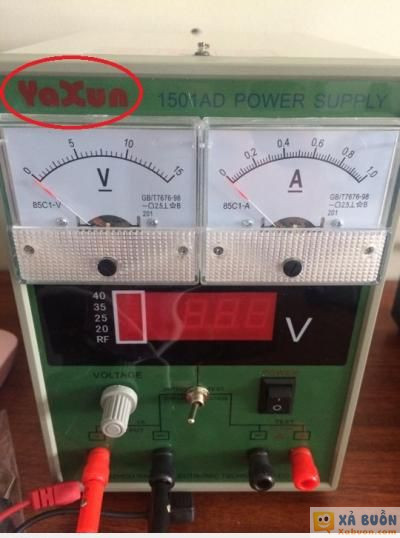 YaXun
1501AD POWER SUPPLY
0 5 10 15
V
GB/T7676-98
85C1-V
201
0 0.2 0.4 0.6 0.8 1.0
A
GB/T7676-98
85C1-A
201
40
35
25
20
RF
V
VOLTAGE
POWER
TEST
XẢ BUỒN
Xabuon.com